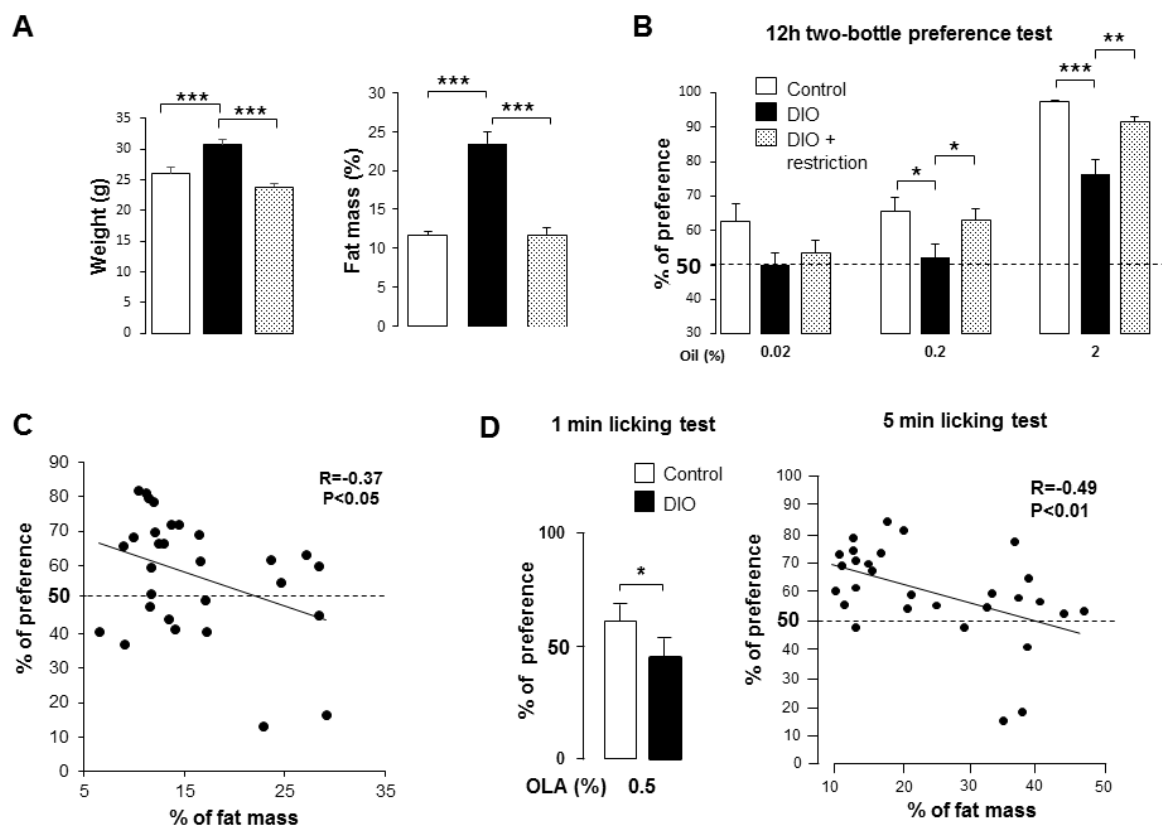 A
***
***
35
30
25
20
15
10
5
0
Weight (g)
***
***
30
25
20
15
10
5
0
Fat mass (%)
B
12h two-bottle preference test
Control
DIO
DIO +
restriction
*
*
***
**
100
90
80
70
60
50
40
30
% of preference
Oil (%)
0.02
0.2
2
C
R=-0.37
P<0.05
90
80
70
60
50
40
30
20
10
0
% of preference
5
15
25
35
% of fat mass
D
1 min licking test
Control
DIO
*
100
50
0
% of preference
OLA (%)
0.5
5 min licking test
R=-0.49
P<0.01
100
90
80
70
60
50
40
30
20
10
0
% of preference
10
20
30
40
50
% of fat mass